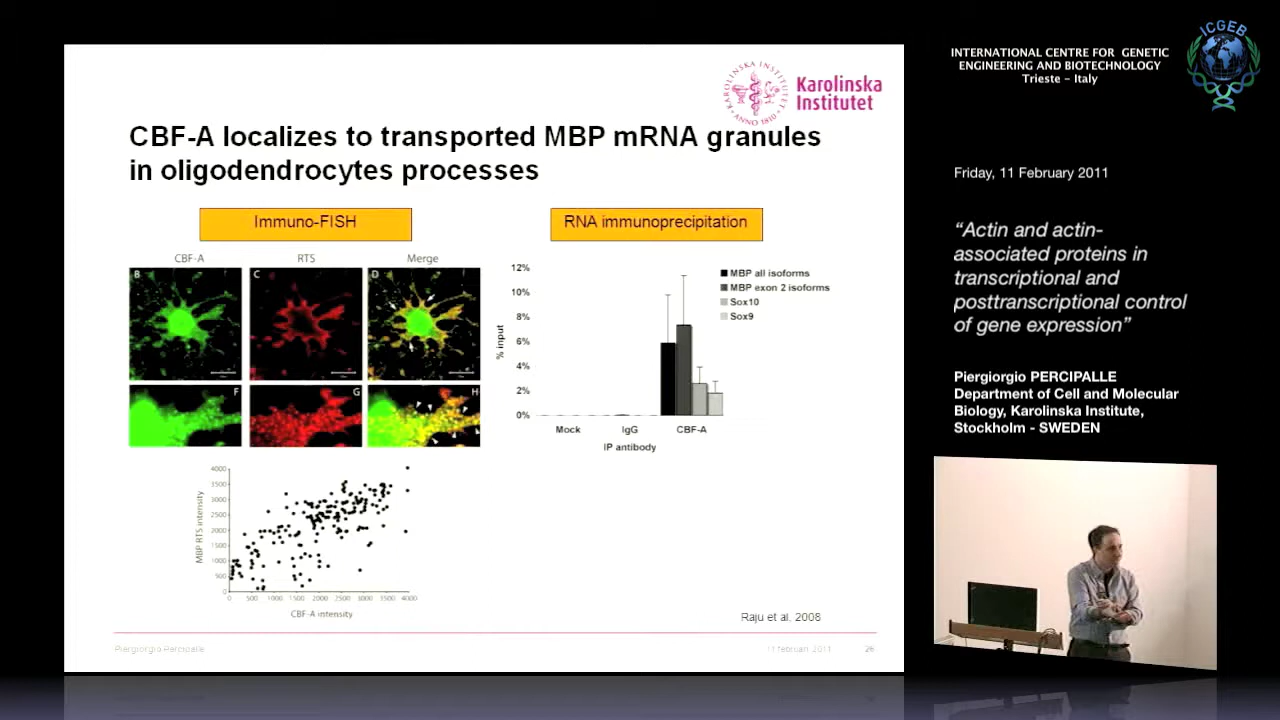 KAROLINSKA INSTITUTET
ANNO 1810
Karolinska
Institutet
CBF-A localizes to transported MBP mRNA granules
in oligodendrocytes processes
Immuno-FISH
RNA immunoprecipitation
CBF-A
RTS
Merge
B
C
D
F
G
H
12%
10%
8%
6%
4%
2%
0%
% input
MBP all isoforms
MBP exon 2 isoforms
Sox10
Sox9
Mock
IgG
CBF-A
IP antibody
4000
3500
3000
2500
2000
1500
1000
500
0
MBP RTS intensity
0 500 1000 1500 2000 2500 3000 3500 4000
CBF-A intensity
Raju et al. 2008
Piergiorgio Percipalle
11 februari 2011
26
ICGEB
INTERNATIONAL CENTRE FOR GENETIC
ENGINEERING AND BIOTECHNOLOGY
Trieste - Italy
Friday, 11 February 2011
“Actin and actin-
associated proteins in
transcriptional and
posttranscriptional control
of gene expression”
Piergiorgio PERCIPALLE
Department of Cell and Molecular
Biology, Karolinska Institute,
Stockholm - SWEDEN